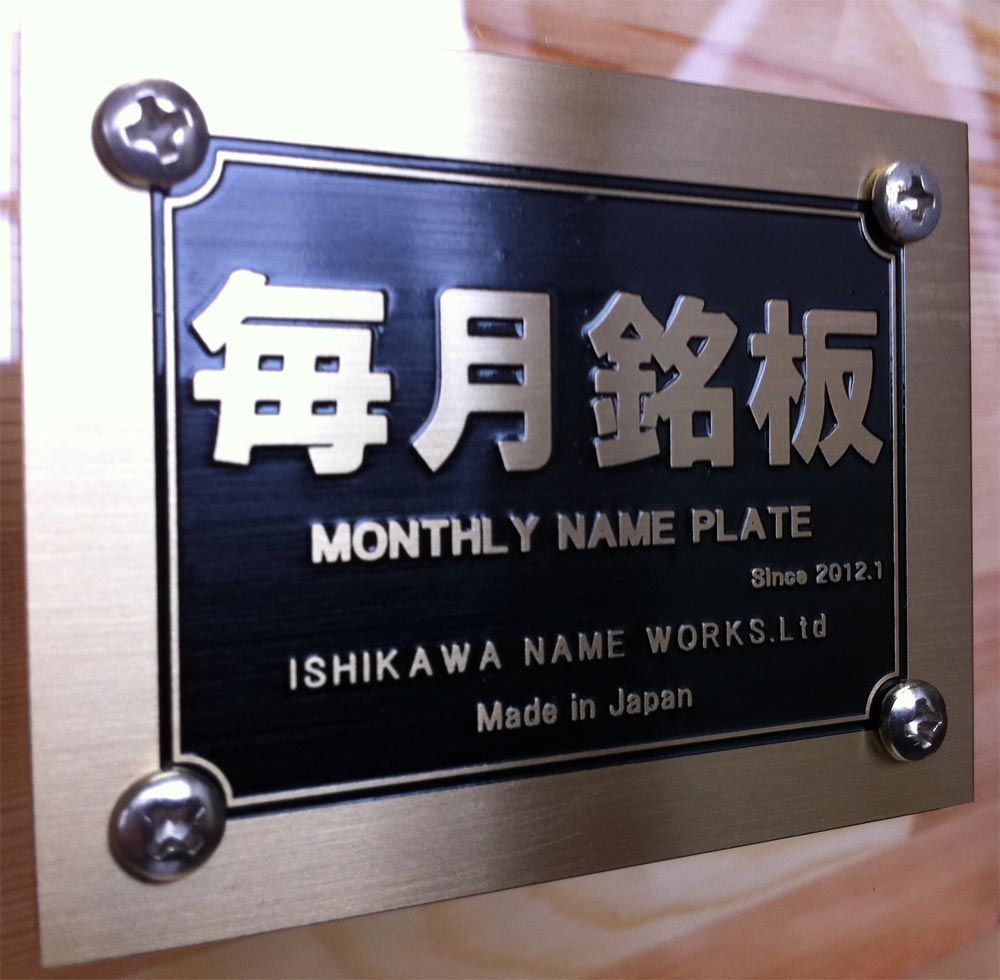 毎月銘板
MONTHLY NAME PLATE
Since 2012.1
ISHIKAWA NAME WORKS.Ltd
Made in Japan